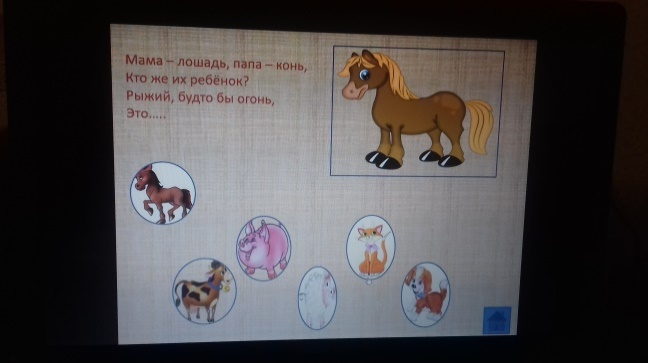 Мама – лошадь, папа – конь,
Кто же их ребёнок?
Рыжий, будто бы огонь,
Это.....